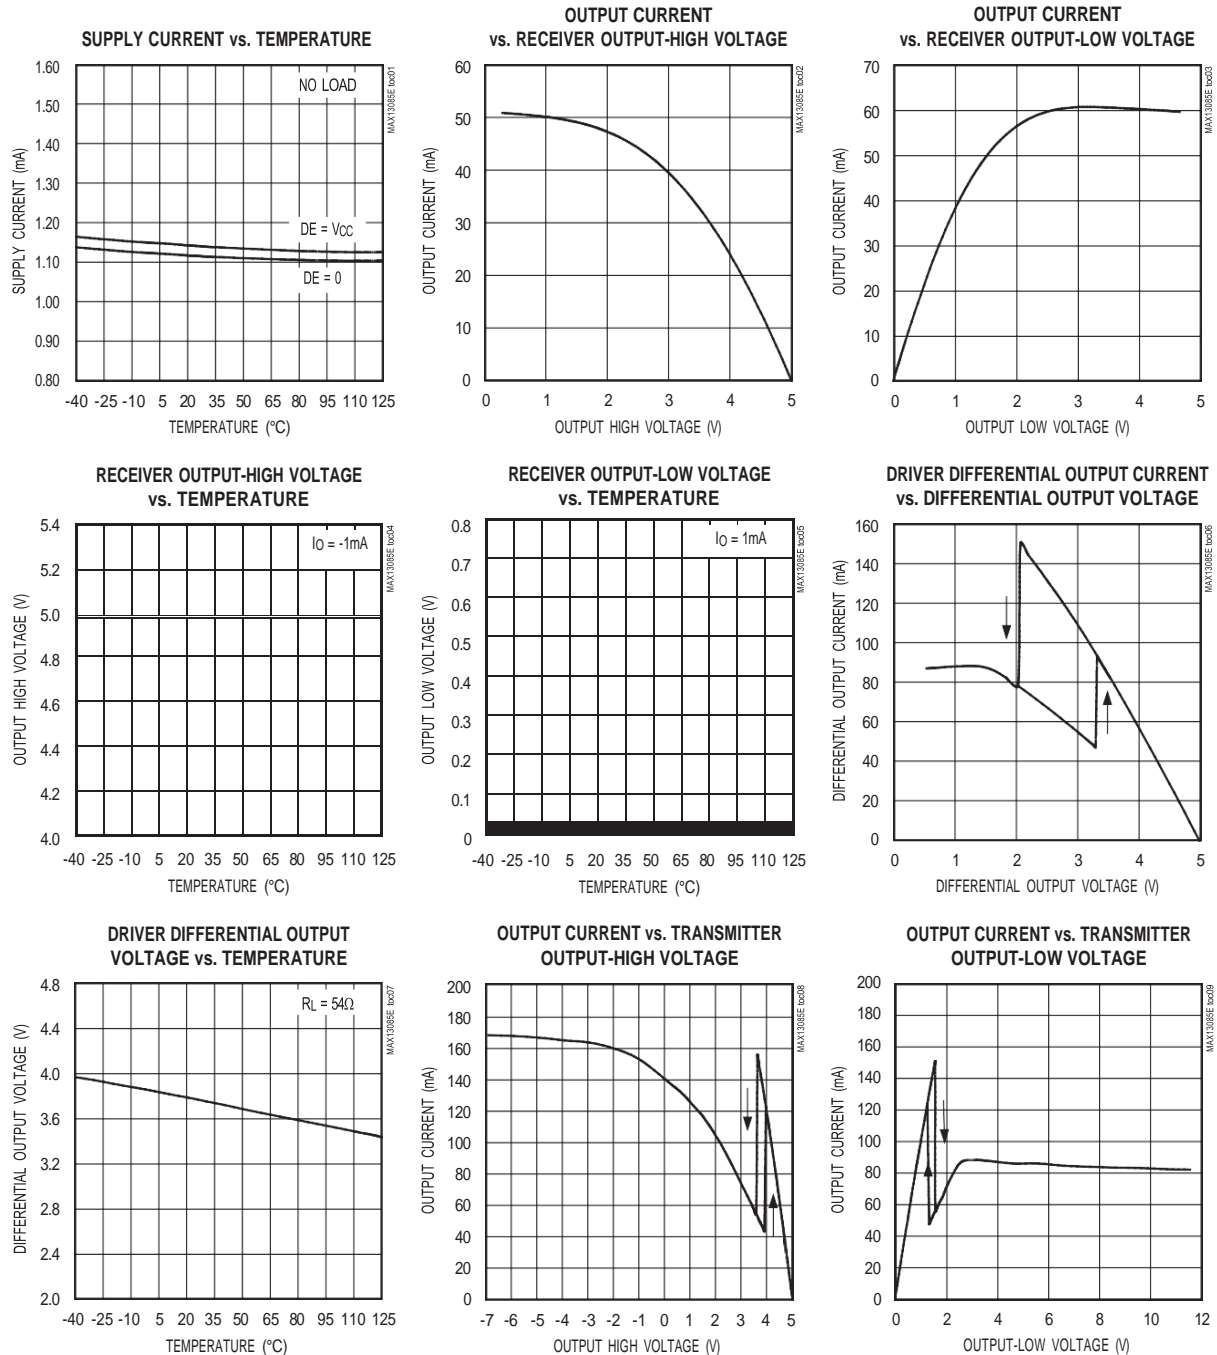 SUPPLY CURRENT vs. TEMPERATURE
1.60
1.50
1.40
1.30
1.20
1.10
1.00
0.90
0.80
SUPPLY CURRENT (mA)
NO LOAD
DE = VCC
DE = 0
-40 -25 -10 5 20 35 50 65 80 95 110 125
TEMPERATURE (°C)
MAX13085E toc01
OUTPUT CURRENT
vs. RECEIVER OUTPUT-HIGH VOLTAGE
60
50
40
30
20
10
0
OUTPUT CURRENT (mA)
0 1 2 3 4 5
OUTPUT HIGH VOLTAGE (V)
MAX13085E toc02
OUTPUT CURRENT
vs. RECEIVER OUTPUT-LOW VOLTAGE
70
60
50
40
30
20
10
0
OUTPUT CURRENT (mA)
0 1 2 3 4 5
OUTPUT LOW VOLTAGE (V)
MAX13085E toc03
RECEIVER OUTPUT-HIGH VOLTAGE
vs. TEMPERATURE
5.4
5.2
5.0
4.8
4.6
4.4
4.2
4.0
OUTPUT HIGH VOLTAGE (V)
IO = -1mA
-40 -25 -10 5 20 35 50 65 80 95 110 125
TEMPERATURE (°C)
MAX13085E toc04
RECEIVER OUTPUT-LOW VOLTAGE
vs. TEMPERATURE
0.8
0.7
0.6
0.5
0.4
0.3
0.2
0.1
0
OUTPUT LOW VOLTAGE (V)
IO = 1mA
-40 -25 -10 5 20 35 50 65 80 95 110 125
TEMPERATURE (°C)
MAX13085E toc05
DRIVER DIFFERENTIAL OUTPUT CURRENT
vs. DIFFERENTIAL OUTPUT VOLTAGE
160
140
120
100
80
60
40
20
0
DIFFERENTIAL OUTPUT CURRENT (mA)
0 1 2 3 4 5
DIFFERENTIAL OUTPUT VOLTAGE (V)
MAX13085E toc06
DRIVER DIFFERENTIAL OUTPUT
VOLTAGE vs. TEMPERATURE
4.8
4.4
4.0
3.6
3.2
2.8
2.4
2.0
DIFFERENTIAL OUTPUT VOLTAGE (V)
RL = 54Ω
-40 -25 -10 5 20 35 50 65 80 95 110 125
TEMPERATURE (°C)
MAX13085E toc07
OUTPUT CURRENT vs. TRANSMITTER
OUTPUT-HIGH VOLTAGE
200
180
160
140
120
100
80
60
40
20
0
OUTPUT CURRENT (mA)
-7 -6 -5 -4 -3 -2 -1 0 1 2 3 4 5
OUTPUT HIGH VOLTAGE (V)
MAX13085E toc08
OUTPUT CURRENT vs. TRANSMITTER
OUTPUT-LOW VOLTAGE
200
180
160
140
120
100
80
60
40
20
0
OUTPUT CURRENT (mA)
0 2 4 6 8 10 12
OUTPUT-LOW VOLTAGE (V)
MAX13085E toc09